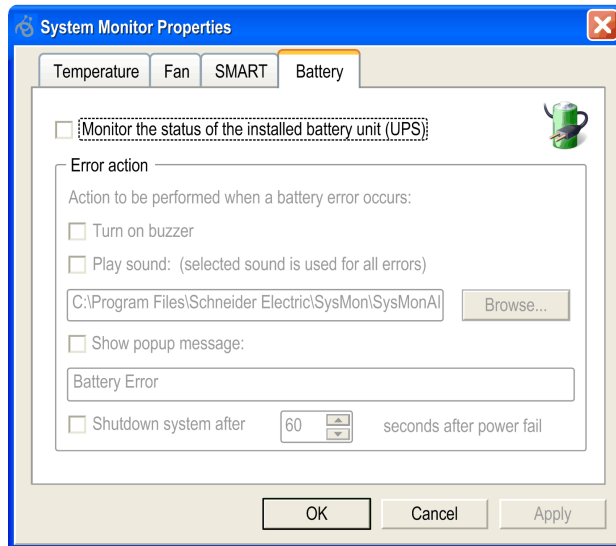 System Monitor Properties
Temperature Fan SMART Battery
Monitor the status of the installed battery unit (UPS)
Error action
Action to be performed when a battery error occurs:
Turn on buzzer
Play sound: (selected sound is used for all errors)
C:\Program Files\Schneider Electric\SysMon\SysMonAl Browse...
Show popup message:
Battery Error
Shutdown system after 60 seconds after power fail
OK Cancel Apply